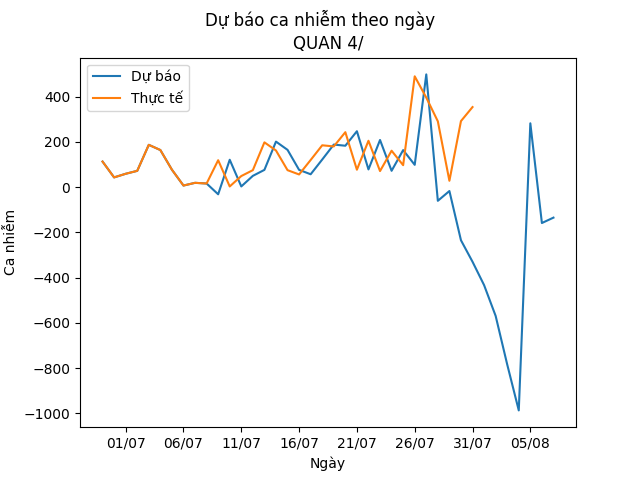 Dự báo ca nhiễm theo ngày
QUAN 4/
Dự báo
Thực tế
Ca nhiễm
400
200
0
−200
−400
−600
−800
−1000
01/07
06/07
11/07
16/07
21/07
26/07
31/07
05/08
Ngày